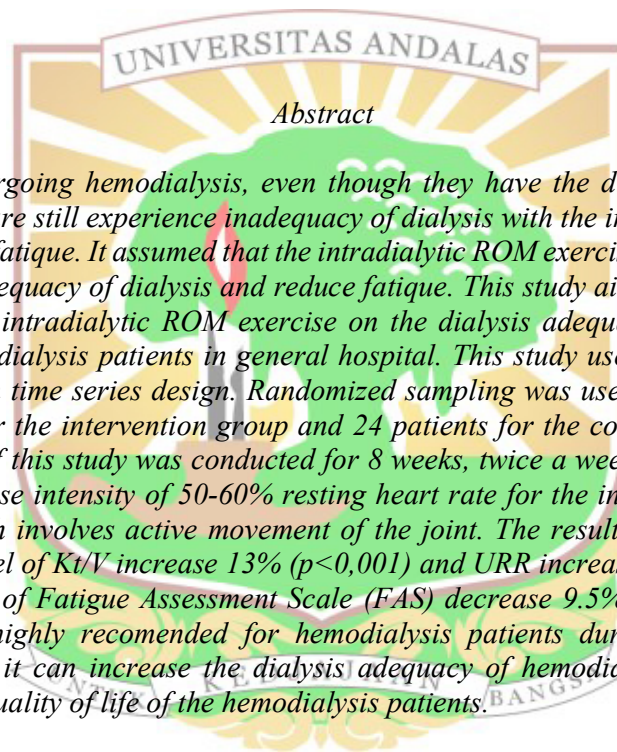 UNIVERSITAS ANDALAS
Abstract
rgoing hemodialysis, even though they have the d
re still experience inadequacy of dialysis with the i
fatique. It assumed that the intradialytic ROM exerci
lequacy of dialysis and reduce fatique. This study ai
intradialytic ROM exercise on the dialysis adequ
dialysis patients in general hospital. This study use
time series design. Randomized sampling was use
r the intervention group and 24 patients for the co
f this study was conducted for 8 weeks, twice a wee
se intensity of 50-60% resting heart rate for the in
h involves active movement of the joint. The result
el of Kt/V increase 13% (p<0,001) and URR increa
of Fatigue Assessment Scale (FAS) decrease 9.5%
highly recomended for hemodialysis patients dur
it can increase the dialysis adequacy of hemodia
uality of life of the hemodialysis patients.
UNTUK KEDJAJAAN BANGSA